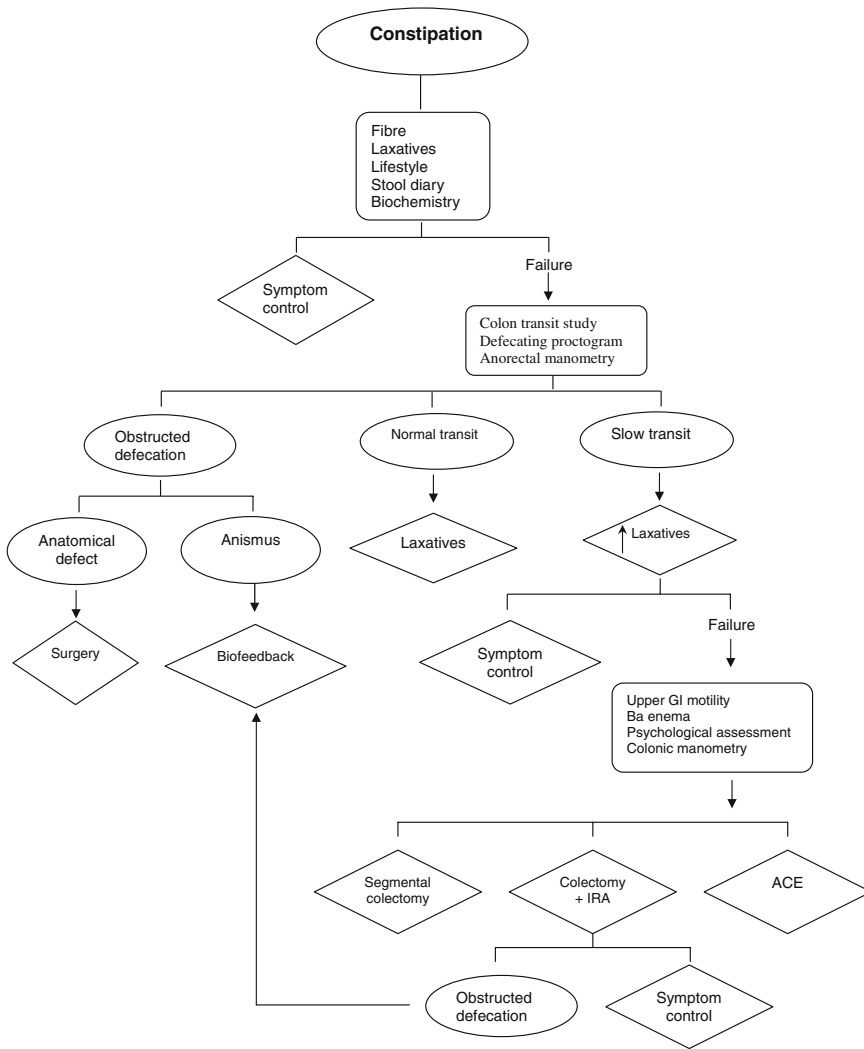 Constipation
Fibre
Laxatives
Lifestyle
Stool diary
Biochemistry
Symptom
control
Failure
Colon transit study
Defecating proctogram
Anorectal manometry
Obstructed
defecation
Normal transit
Slow transit
Anatomical
defect
Anismus
Laxatives
↑ Laxatives
Surgery
Biofeedback
Symptom
control
Failure
Upper GI motility
Ba enema
Psychological assessment
Colonic manometry
Segmental
colectomy
Colectomy
+ IRA
ACE
Obstructed
defecation
Symptom
control